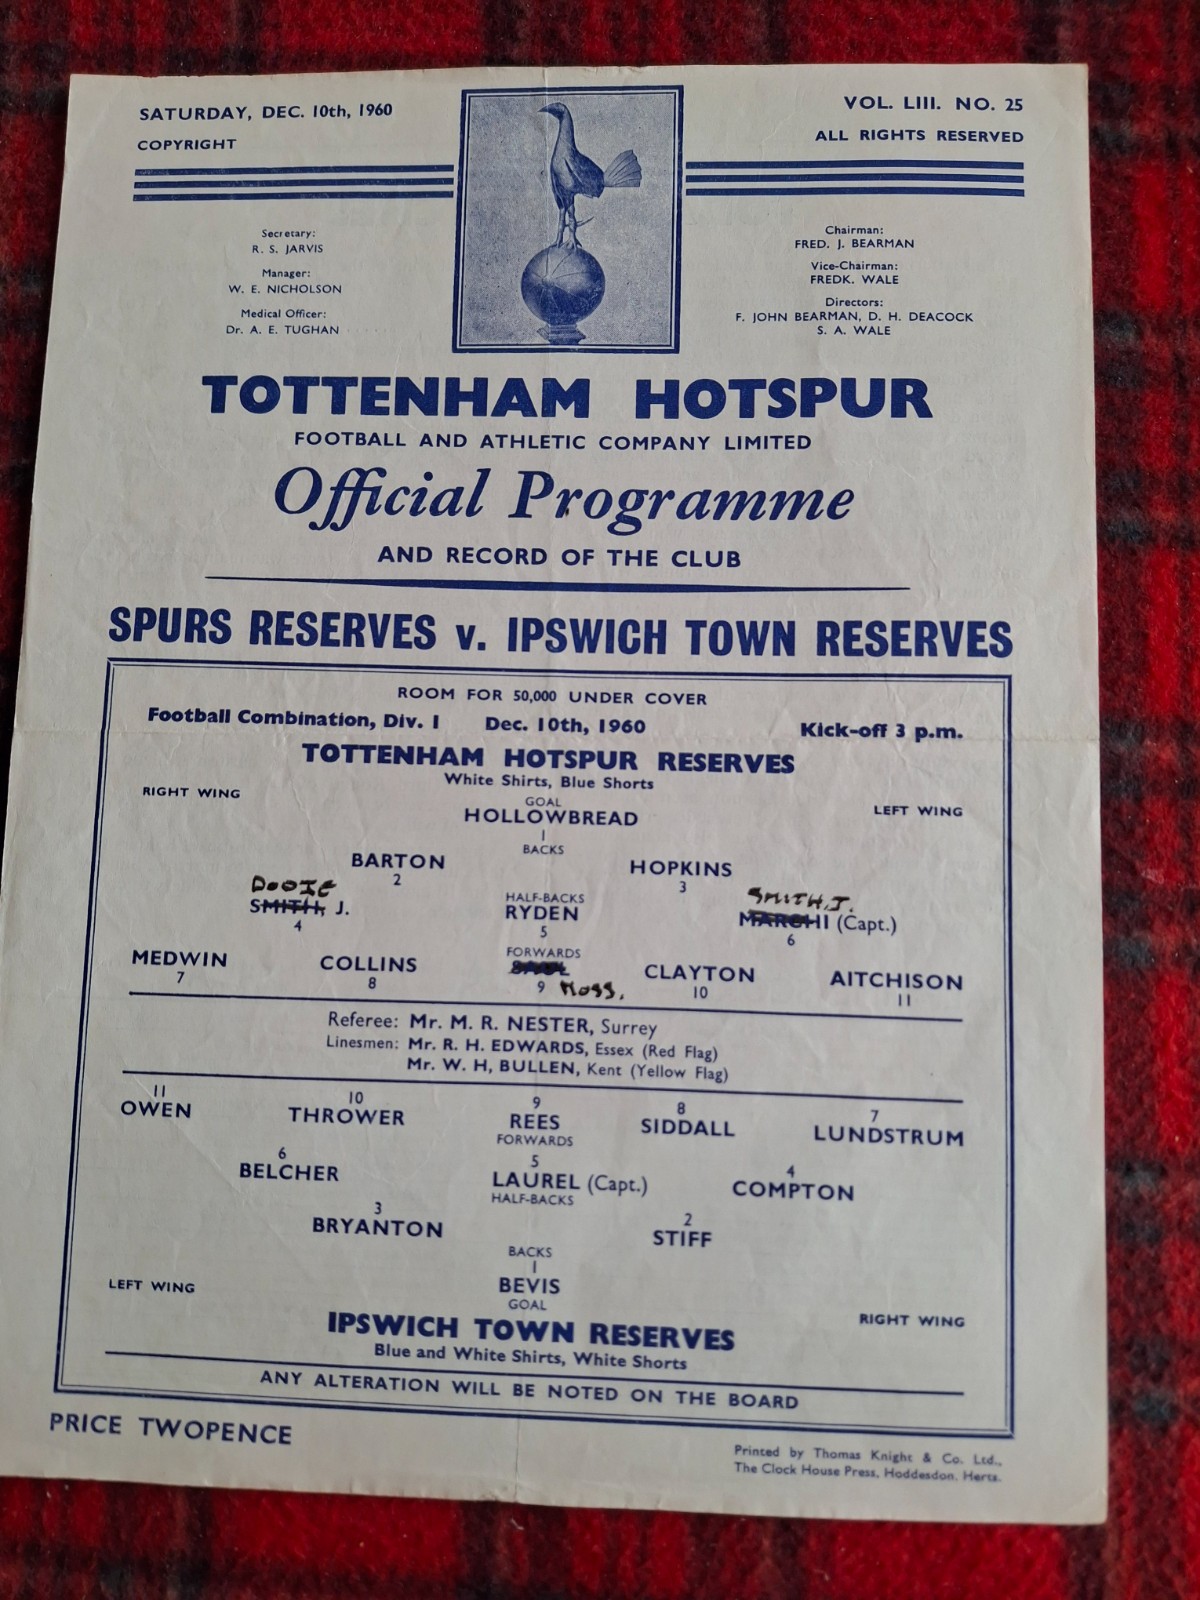 SATURDAY, DEC. 10th, 1960
COPYRIGHT
VOL. LIII. NO. 25
ALL RIGHTS RESERVED
Secretary:
R. S. JARVIS
Manager:
W. E. NICHOLSON
Medical Officer:
Dr. A. E. TUGHAN
Chairman:
FRED. J. BEARMAN
Vice-Chairman:
FREDK. WALE
Directors:
F. JOHN BEARMAN, D. H. DEACOCK
S. A. WALE
TOTTENHAM HOTSPUR
FOOTBALL AND ATHLETIC COMPANY LIMITED
Official Programme
AND RECORD OF THE CLUB
SPURS RESERVES v. IPSWICH TOWN RESERVES
ROOM FOR 50,000 UNDER COVER
Football Combination, Div. I Dec. 10th, 1960 Kick-off 3 p.m.
TOTTENHAM HOTSPUR RESERVES
White Shirts, Blue Shorts
RIGHT WING
LEFT WING
GOAL
HOLLOWBREAD
1
BACKS
BARTON HOPKINS
2 3
DODGE SMITH.J.
HALF-BACKS
SMITH, J. RYDEN MARCHI (Capt.)
4 5 6
FORWARDS
MEDWIN COLLINS CLAYTON AITCHISON
7 8 9 MOSS. 10 11
Referee: Mr. M. R. NESTER, Surrey
Linesmen: Mr. R. H. EDWARDS, Essex (Red Flag)
Mr. W. H, BULLEN, Kent (Yellow Flag)
11 10 9 8 7
OWEN THROWER REES SIDDALL LUNDSTRUM
FORWARDS
6 5 4
BELCHER LAUREL (Capt.) COMPTON
HALF-BACKS
3 2
BRYANTON STIFF
BACKS
1
BEVIS
GOAL
LEFT WING
RIGHT WING
IPSWICH TOWN RESERVES
Blue and White Shirts, White Shorts
ANY ALTERATION WILL BE NOTED ON THE BOARD
PRICE TWOPENCE
Printed by Thomas Knight & Co. Ltd.,
The Clock House Press, Hoddesdon, Herts.